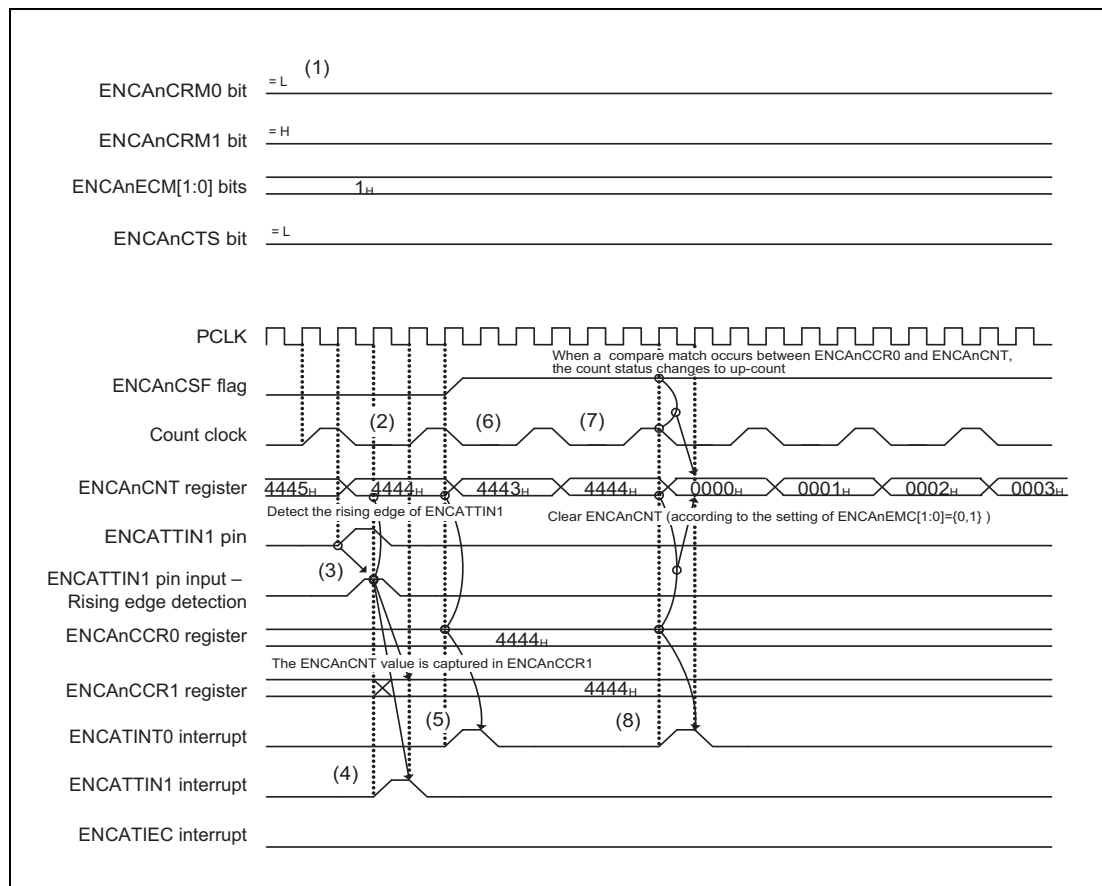 (1)
ENCAnCRM0 bit = L
ENCAnCRM1 bit = H
ENCAnECM[1:0] bits 1H
ENCAnCTS bit = L
PCLK
When a compare match occurs between ENCAnCCR0 and ENCAnCNT,
the count status changes to up-count
ENCAnCSF flag
Count clock (2) (6) (7)
ENCAnCNT register 4445H 4444H 4443H 4444H 0000H 0001H 0002H 0003H
Detect the rising edge of ENCATTIN1 Clear ENCAnCNT (according to the setting of ENCAnEMC[1:0]={0,1} )
ENCATTIN1 pin
ENCATTIN1 pin input – (3)
Rising edge detection
ENCAnCCR0 register 4444H
The ENCAnCNT value is captured in ENCAnCCR1
ENCAnCCR1 register 4444H
ENCATINT0 interrupt (5) (8)
ENCATTIN1 interrupt (4)
ENCATIEC interrupt